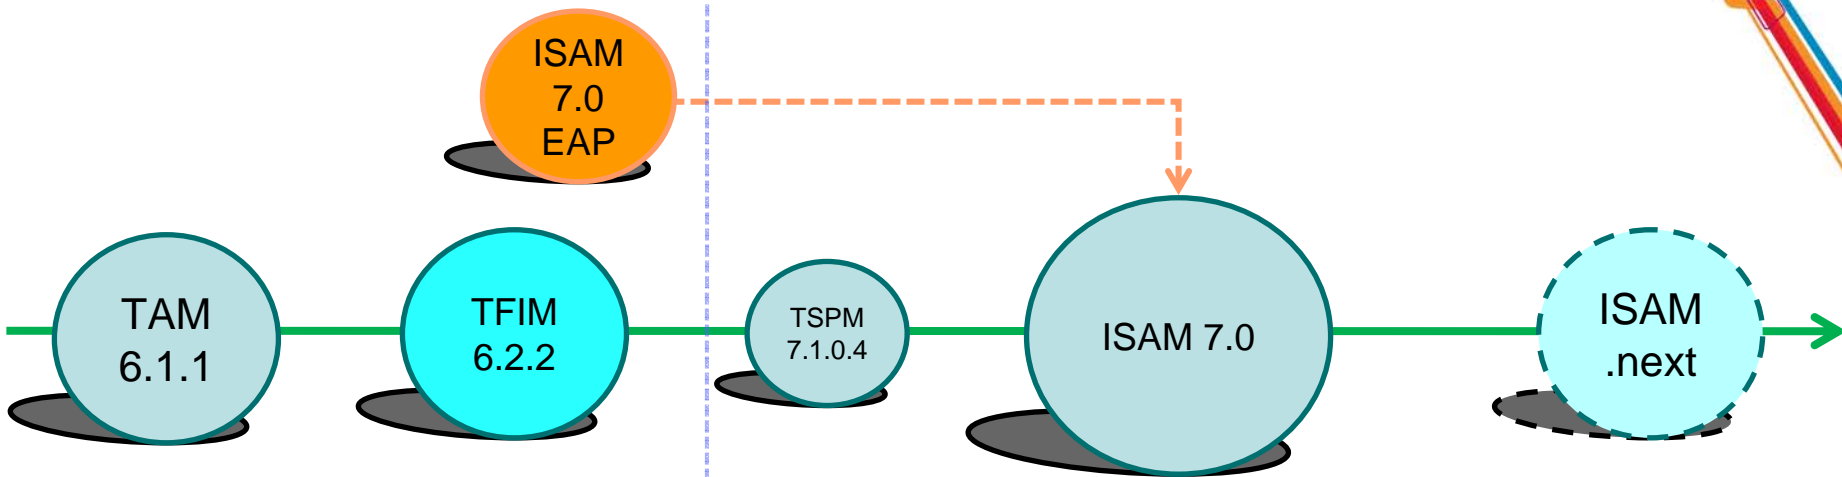 ISAM
7.0
EAP
TAM
6.1.1
TFIM
6.2.2
TSPM
7.1.0.4
ISAM 7.0
ISAM
.next